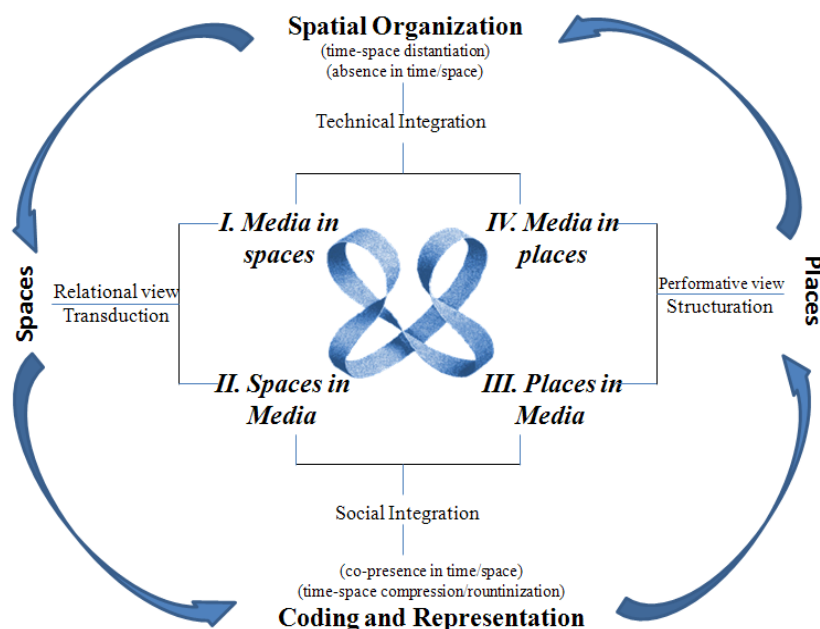 Spatial Organization
(time-space distantiation)
(absence in time/space)
Technical Integration
I. Media in
spaces
IV. Media in
places
Spaces
Relational view
Transduction
Performative view
Structuration
Places
II. Spaces in
Media
III. Places in
Media
Social Integration
(co-presence in time/space)
(time-space compression/rountinization)
Coding and Representation